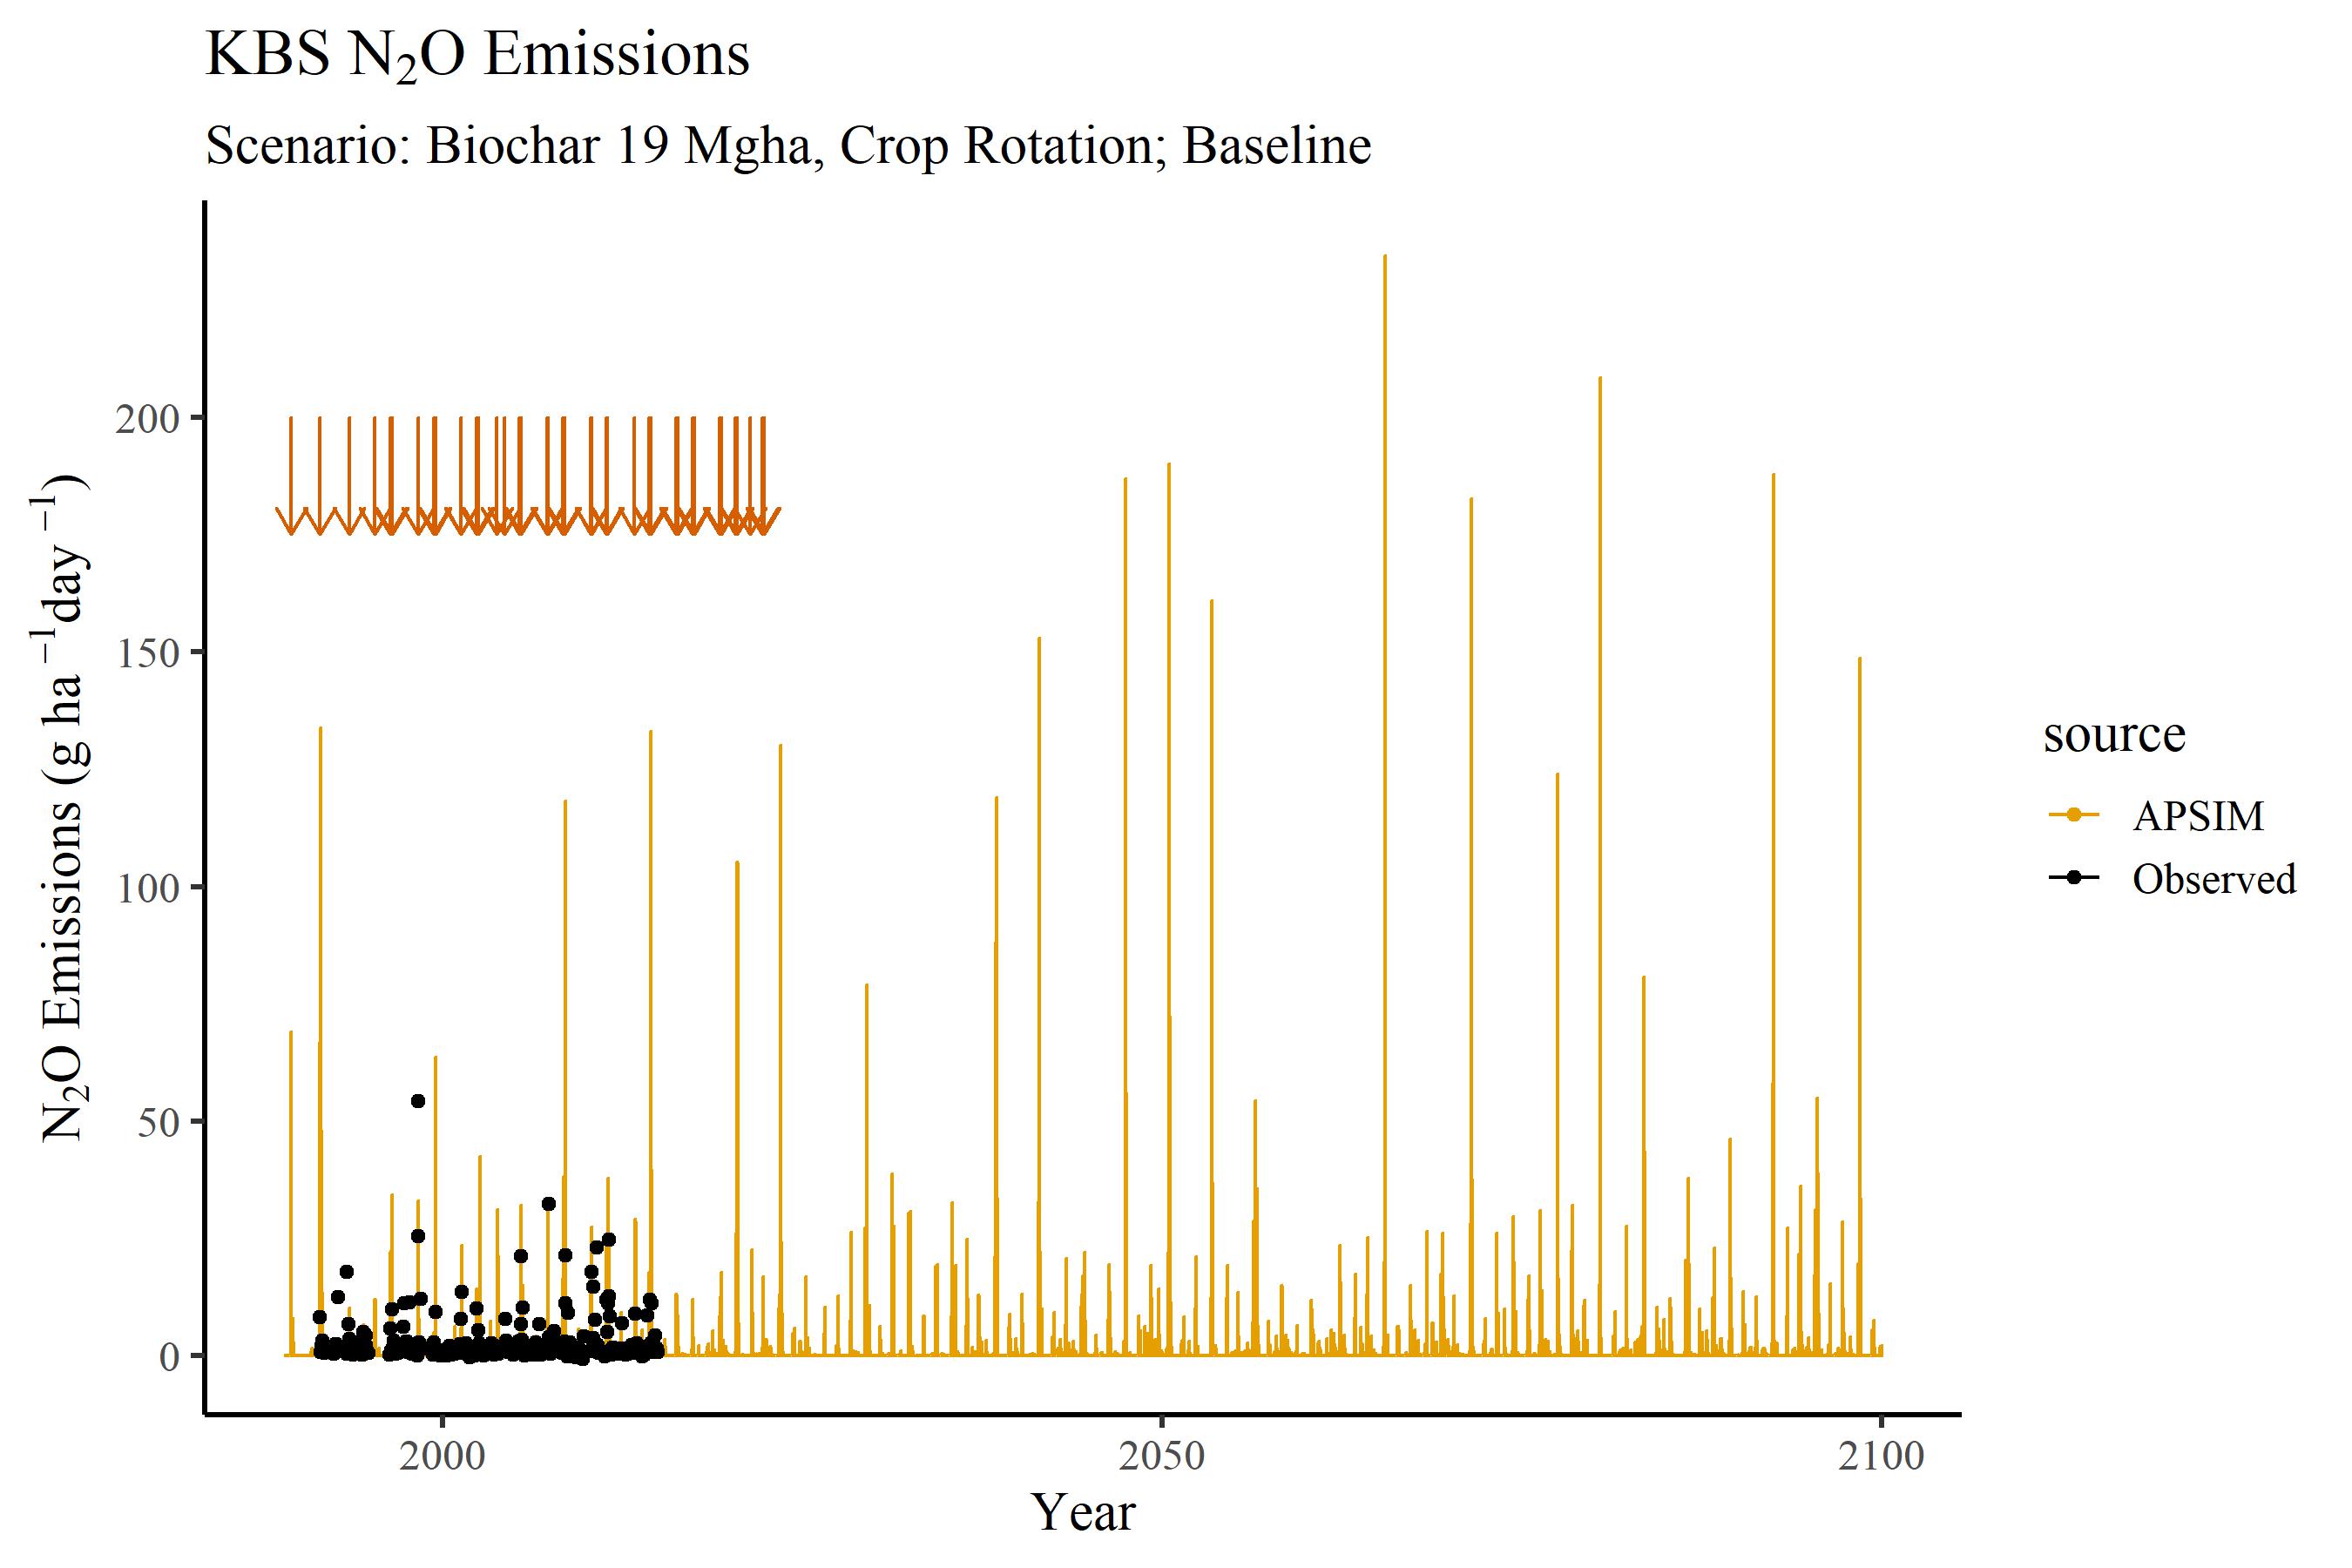 KBS N₂O Emissions
Scenario: Biochar 19 Mgha, Crop Rotation; Baseline
N₂O Emissions (g ha ⁻¹day ⁻¹)
200
150
100
50
0
2000
2050
2100
Year
source
APSIM
Observed